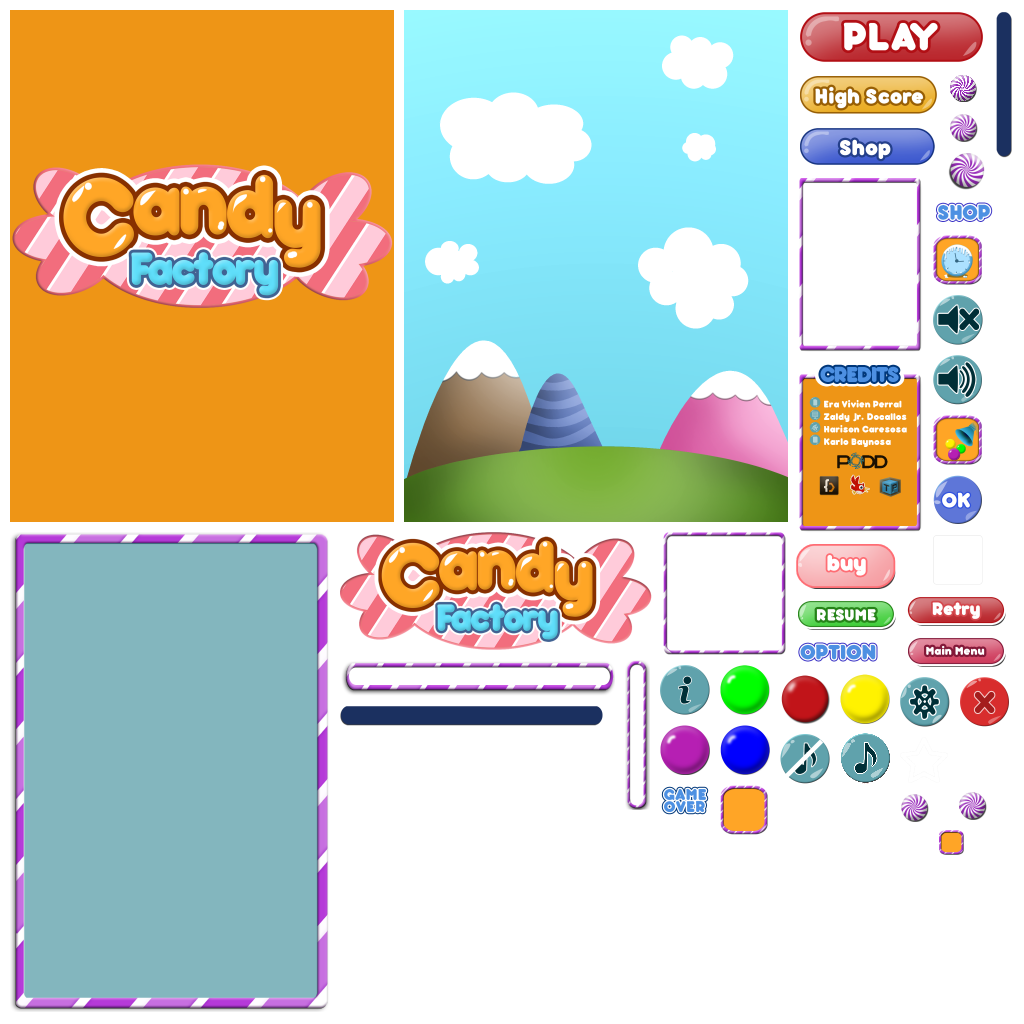 Candy
Factory
PLAY
High Score
Shop
SHOP
CREDITS
Era Vivien Perral
Zaldy Jr. Docallos
Harison Caresosa
Karlo Baynosa
PODD
OK
Candy
Factory
buy
RESUME
Retry
OPTION
Main Menu
i
GAME
OVER